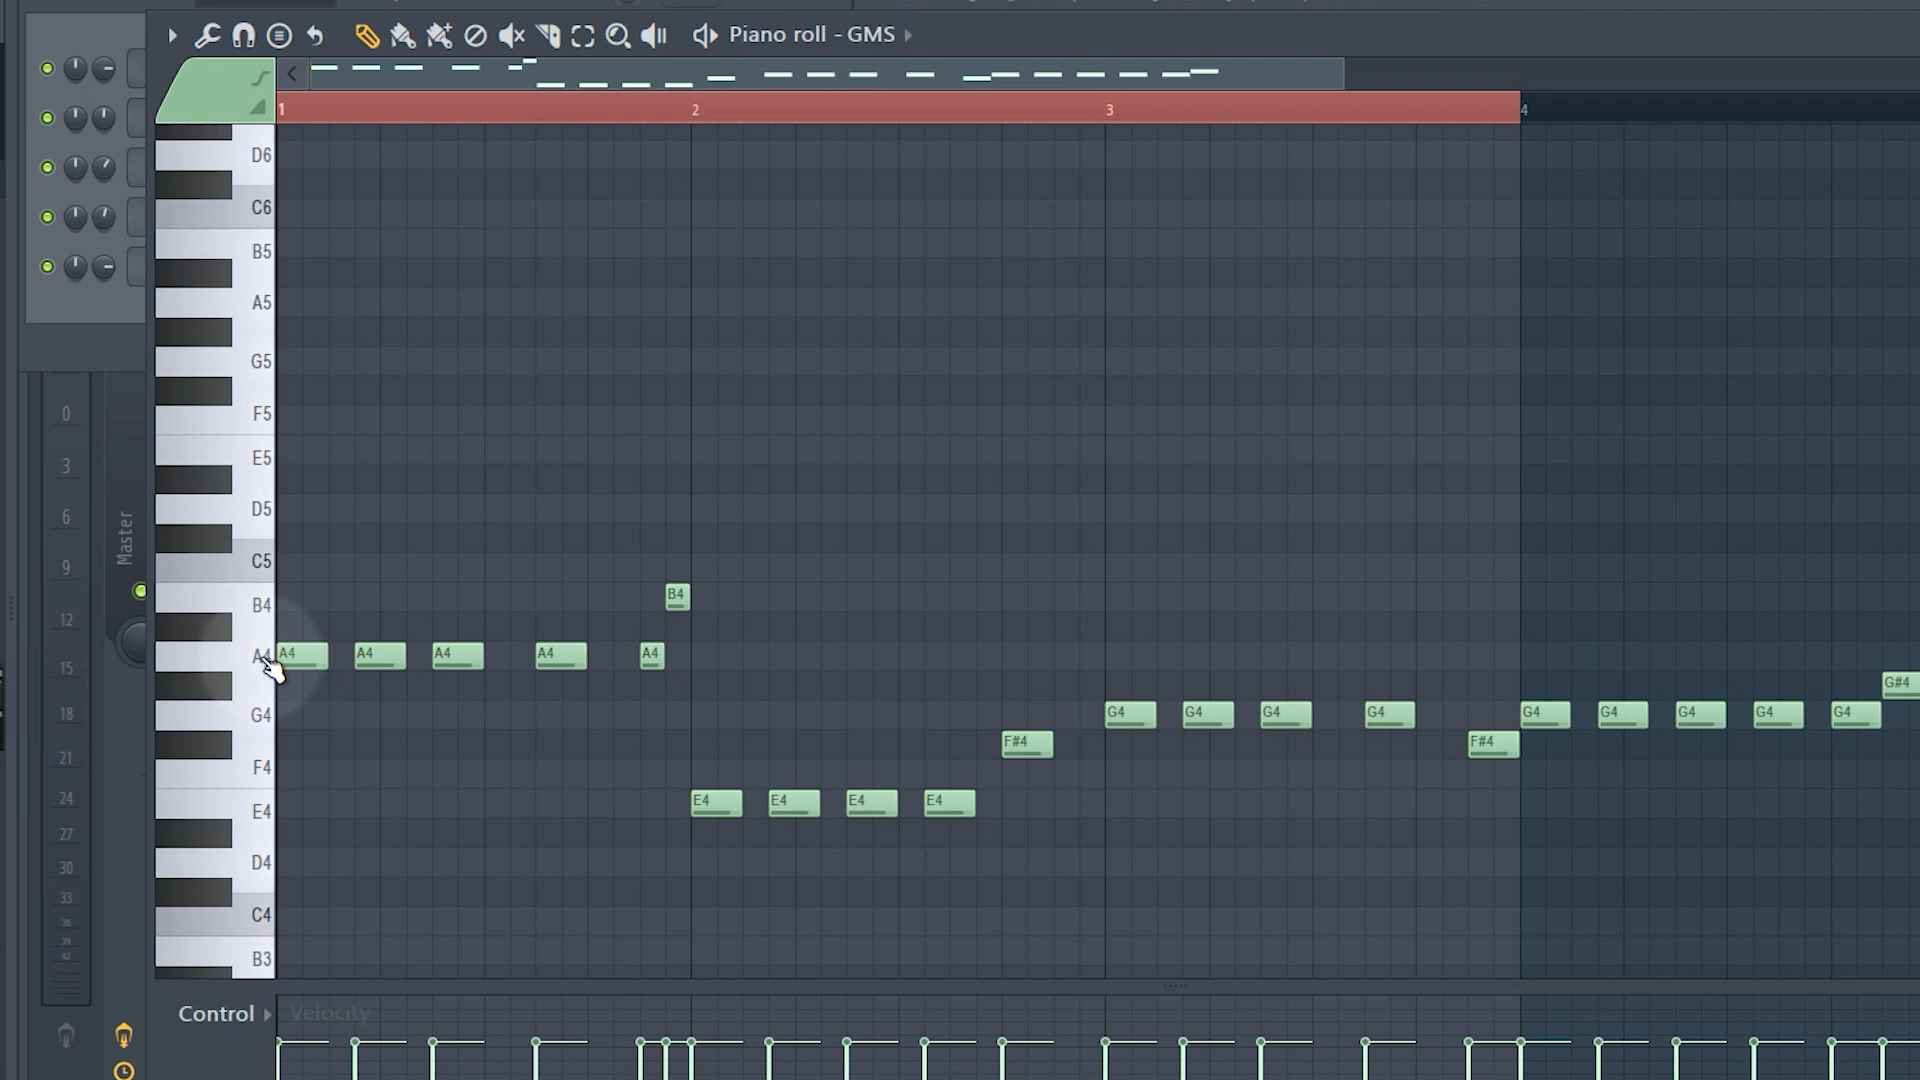 Piano roll - GMS
1 2 3 4
D6
C6
B5
A5
G5
F5
E5
D5
C5
B4
B4
A4 A4 A4 A4 A4 A4
G#4
G4 G4 G4 G4 G4 G4 G4 G4 G4 G4
F#4 F#4
F4
E4 E4 E4 E4 E4
D4
C4
B3
Control Velocity
Master
0
3
6
9
12
15
18
21
24
27
30
33
36
39
42